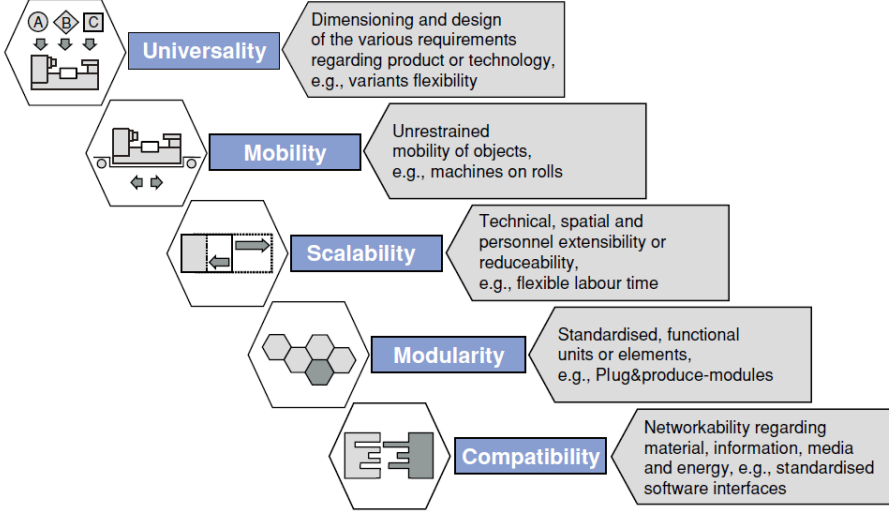 A B C
Universality
Dimensioning and design
of the various requirements
regarding product or technology,
e.g., variants flexibility
Mobility
Unrestrained
mobility of objects,
e.g., machines on rolls
Scalability
Technical, spatial and
personnel extensibility or
reduceability,
e.g., flexible labour time
Modularity
Standardised, functional
units or elements,
e.g., Plug&produce-modules
Compatibility
Networkability regarding
material, information, media
and energy, e.g., standardised
software interfaces